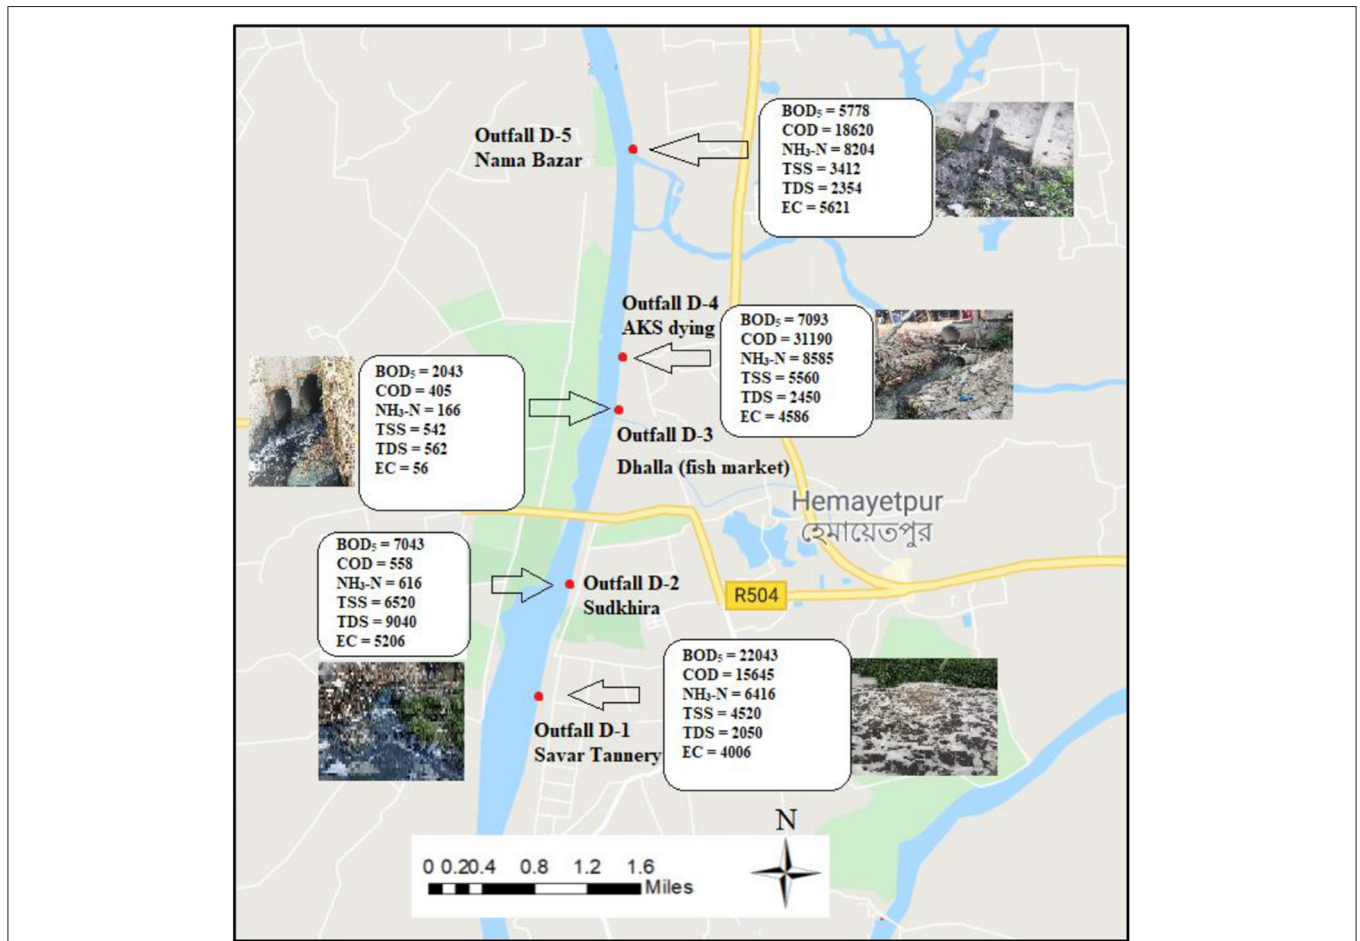 Outfall D-5
Nama Bazar
BOD₅ = 5778
COD = 18620
NH₃-N = 8204
TSS = 3412
TDS = 2354
EC = 5621
Outfall D-4
AKS dying
BOD₅ = 7093
COD = 31190
NH₃-N = 8585
TSS = 5560
TDS = 2450
EC = 4586
BOD₅ = 2043
COD = 405
NH₃-N = 166
TSS = 542
TDS = 562
EC = 56
Outfall D-3
Dhalla (fish market)
Hemayetpur
হেমায়েতপুর
BOD₅ = 7043
COD = 558
NH₃-N = 616
TSS = 6520
TDS = 9040
EC = 5206
Outfall D-2
Sudkhira
R504
BOD₅ = 22043
COD = 15645
NH₃-N = 6416
TSS = 4520
TDS = 2050
EC = 4006
Outfall D-1
Savar Tannery
N
0 0.20.4 0.8 1.2 1.6
Miles